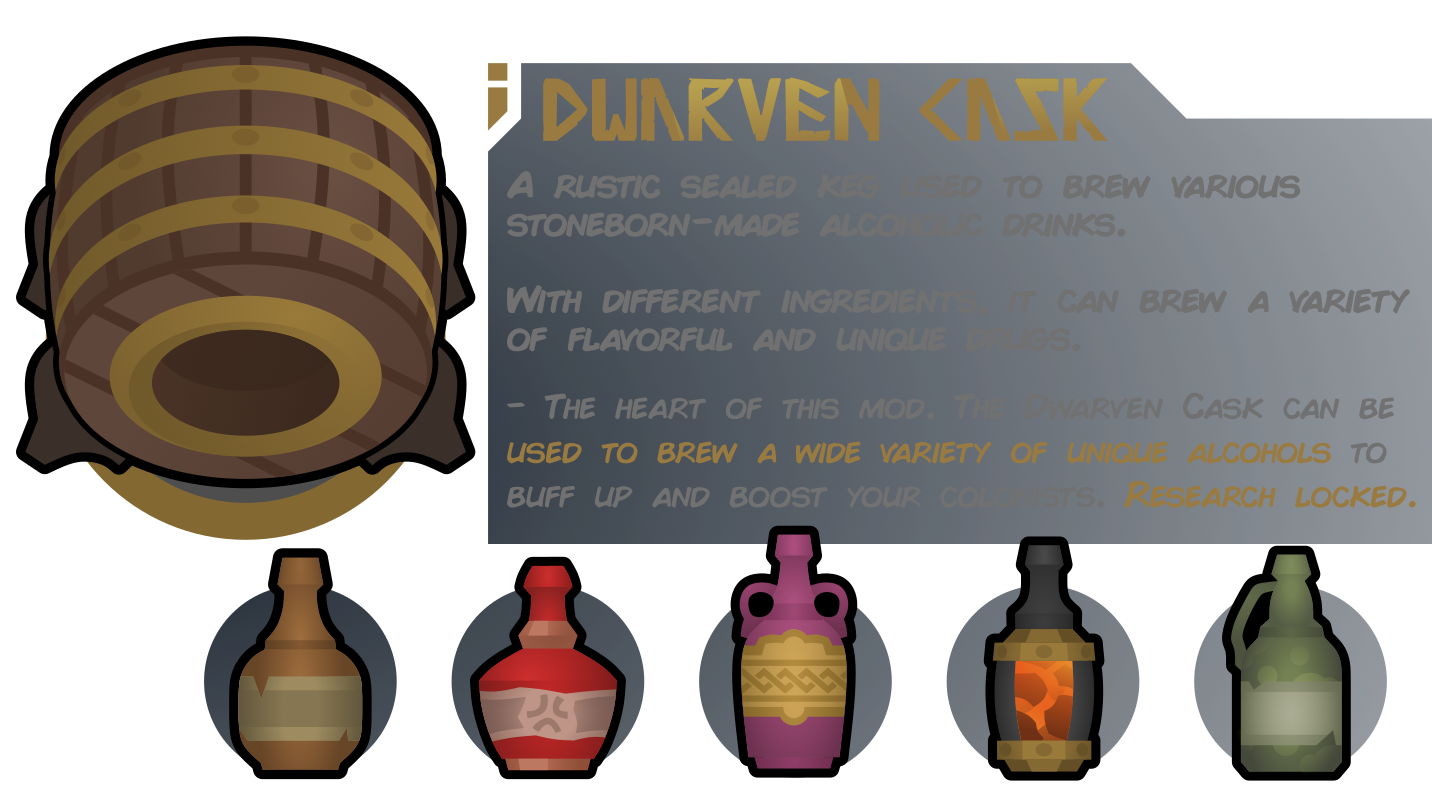 Dwarven Cask
A rustic sealed keg used to brew various
stoneborn-made alcoholic drinks.
With different ingredients, it can brew a variety
of flavorful and unique drugs.
- The heart of this mod. The Dwarven Cask can be
used to brew a wide variety of unique alcohols to
buff up and boost your colonists. Research locked.